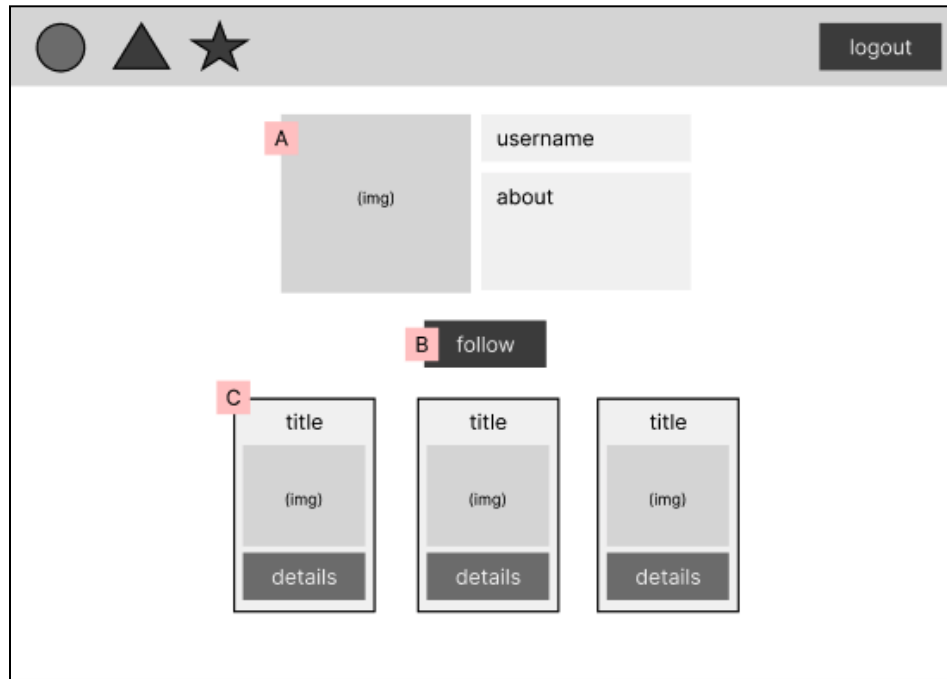 logout
A
(img)
username
about
B
follow
C
title
(img)
details
title
(img)
details
title
(img)
details